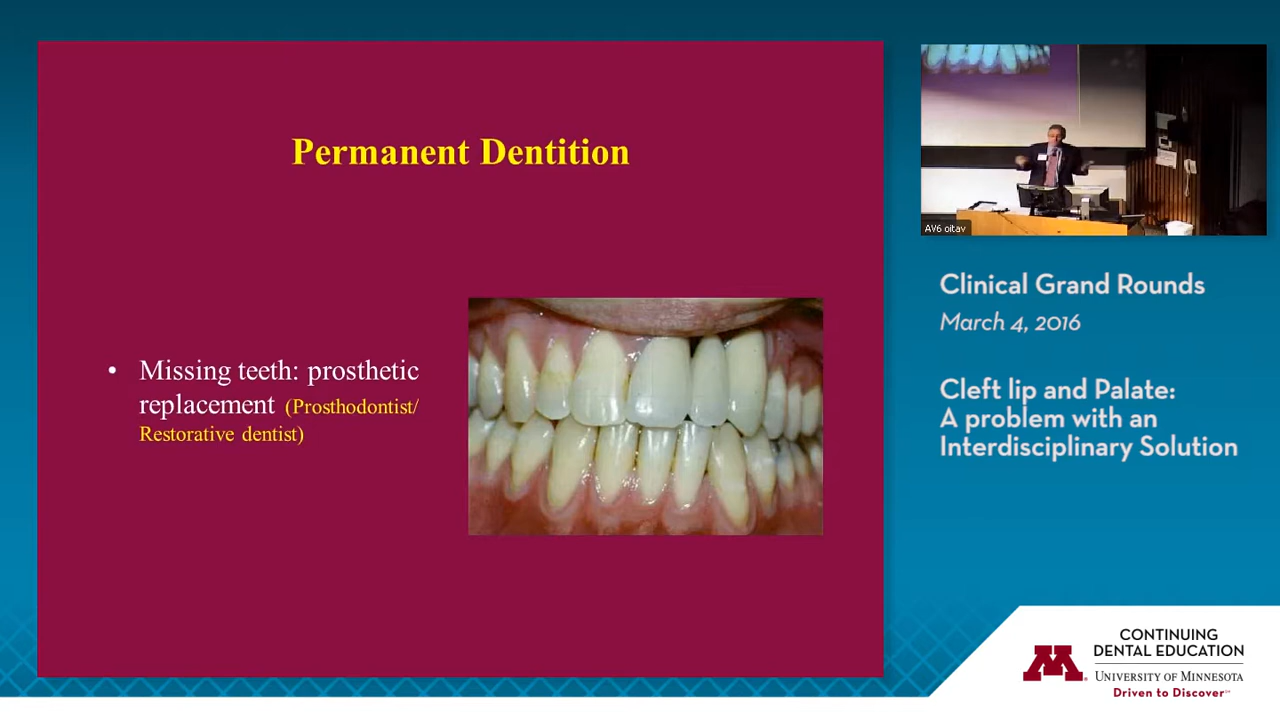 Permanent Dentition
• Missing teeth: prosthetic
replacement (Prosthodontist/
Restorative dentist)
AV6 oitav
Clinical Grand Rounds
March 4, 2016
Cleft lip and Palate:
A problem with an
Interdisciplinary Solution
CONTINUING
DENTAL EDUCATION
M
UNIVERSITY OF MINNESOTA
Driven to Discover